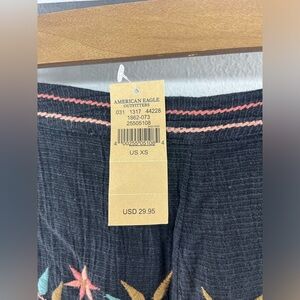 AMERICAN EAGLE
OUTFITTERS
031 1317 44228
1862-073
25505108
US XS
USD 29.95